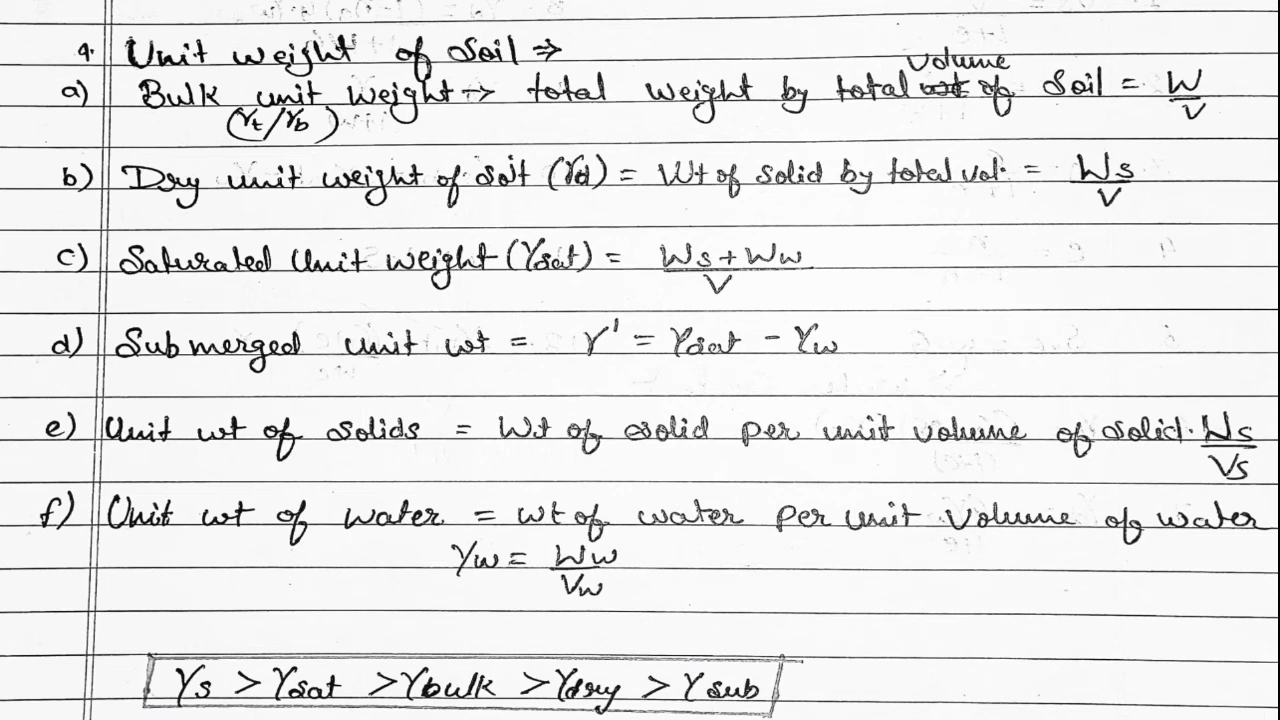 4. Unit weight of Soil ⇒
a) Bulk unit weight → total weight by total volume of Soil = W/V
(γt/γb)
b) Dry unit weight of soil (γd) = Wt of solid by total vol. = Ws/V
c) Saturated Unit weight (γsat) = Ws + Ww/V
d) Submerged unit wt = γ' = γsat - γw
e) Unit wt of solids = Wt of solid per unit volume of solid. Ws/Vs
f) Unit wt of water = wt of water per unit volume of water
γw = Ww/Vw
γs > γsat > γbulk > γdry > γsub